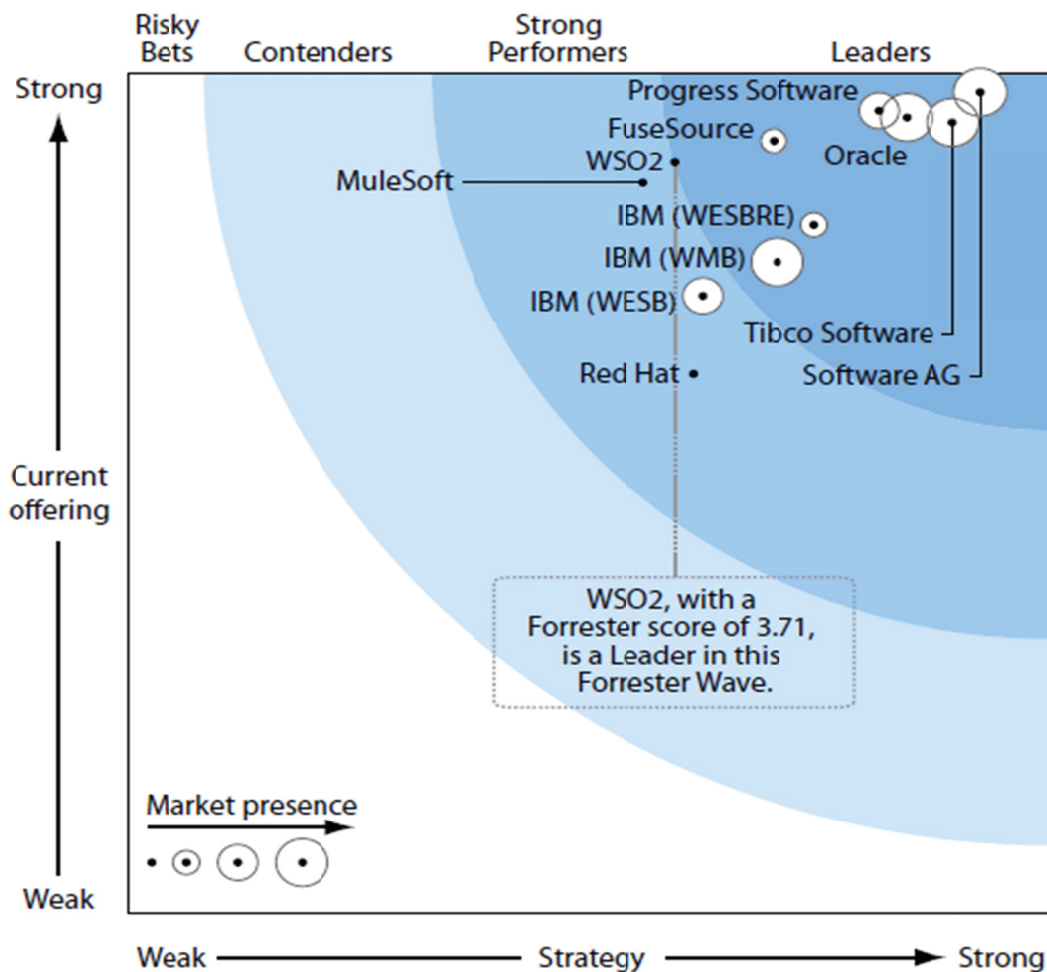 Risky
Bets
Contenders
Strong
Performers
Leaders
Strong
Progress Software
FuseSource
Oracle
WSO2
MuleSoft
IBM (WESBRE)
IBM (WMB)
IBM (WESB)
Tibco Software
Red Hat
Software AG
Current
offering
WSO2, with a
Forrester score of 3.71,
is a Leader in this
Forrester Wave.
Market presence
Weak
Weak
Strategy
Strong